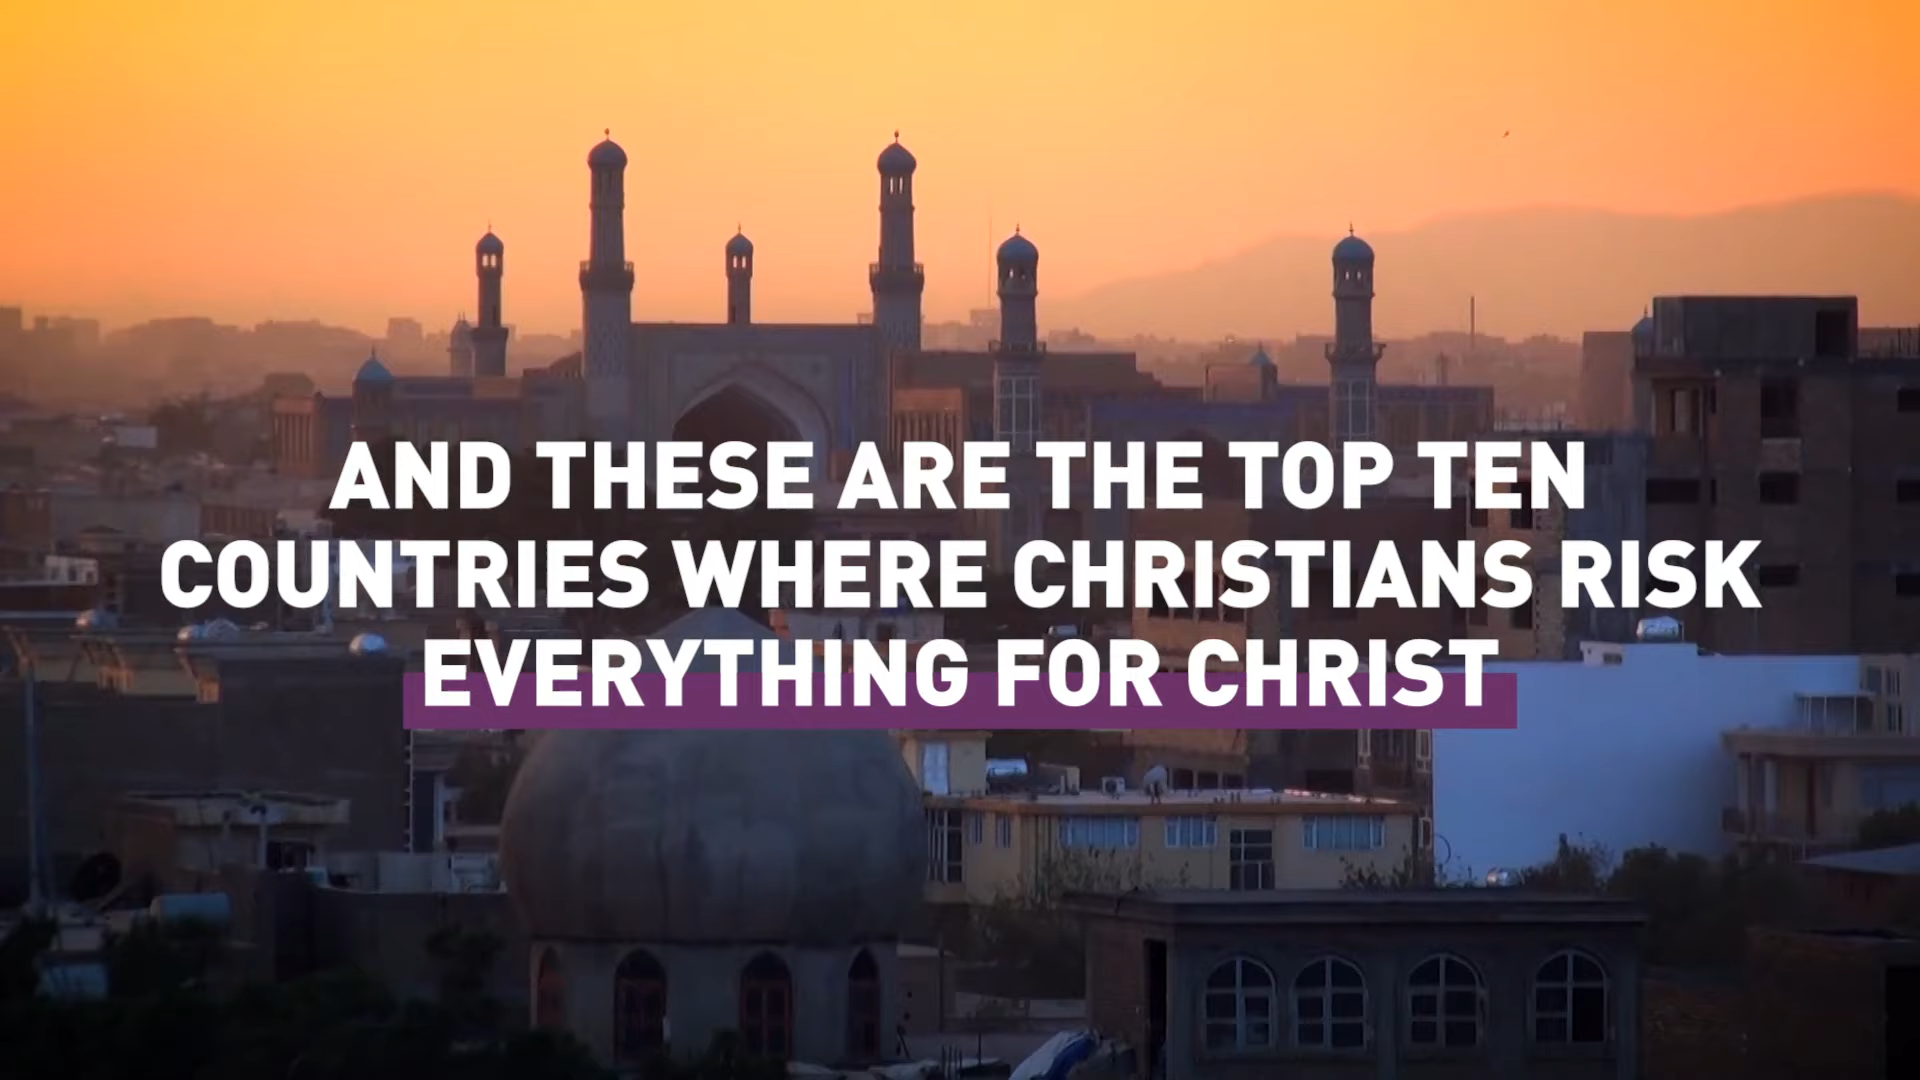 AND THESE ARE THE TOP TEN
COUNTRIES WHERE CHRISTIANS RISK
EVERYTHING FOR CHRIST